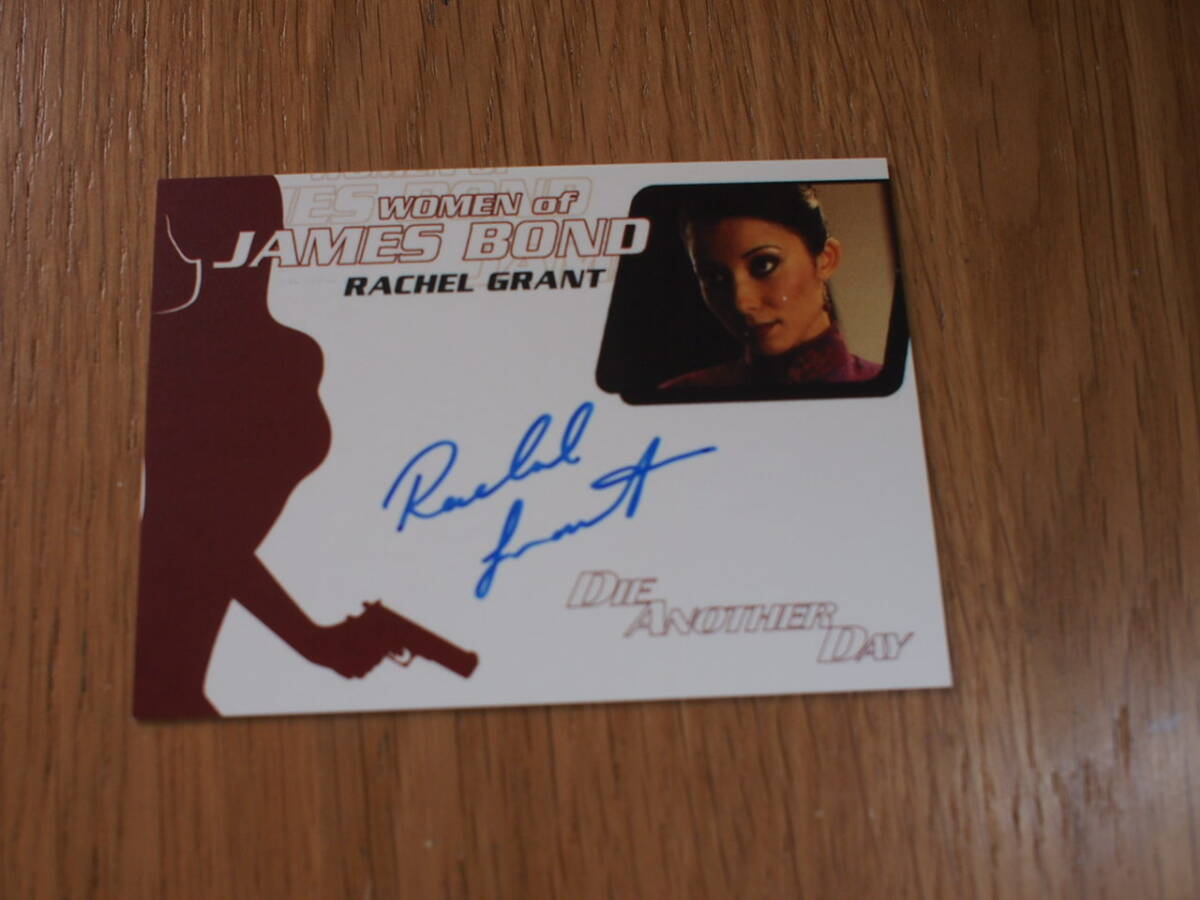 WOMEN of
JAMES BOND
RACHEL GRANT
Rachel
Grant
DIE
ANOTHER
DAY